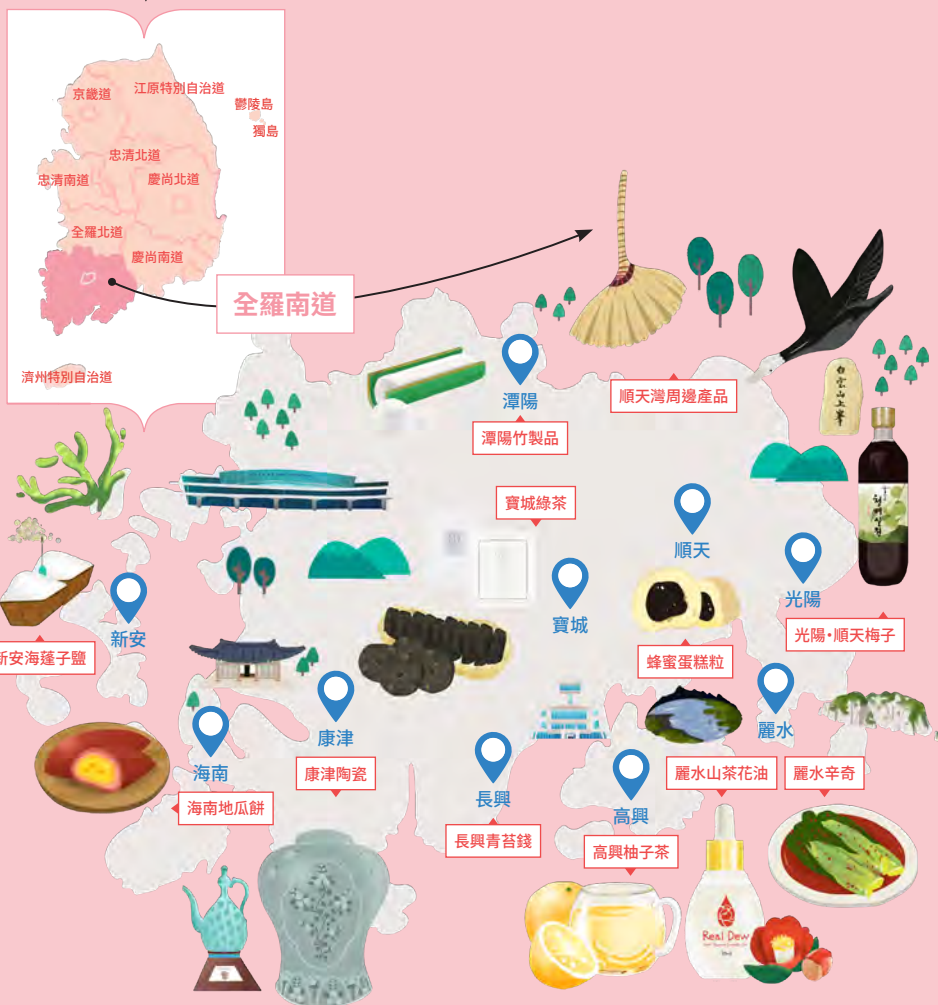 京畿道
江原特別自治道
鬱陵島
獨島
忠清北道
忠清南道
慶尚北道
全羅北道
慶尚南道
濟州特別自治道
全羅南道
潭陽
潭陽竹製品
順天灣周邊產品
白雲山上峯
寶城綠茶
順天
寶城
光陽
光陽・順天梅子
新安
新安海蓬子鹽
蜂蜜蛋糕粒
麗水
海南
海南地瓜餅
康津
康津陶瓷
長興
長興青苔錢
高興
高興柚子茶
麗水山茶花油
麗水辛奇
Real Dew